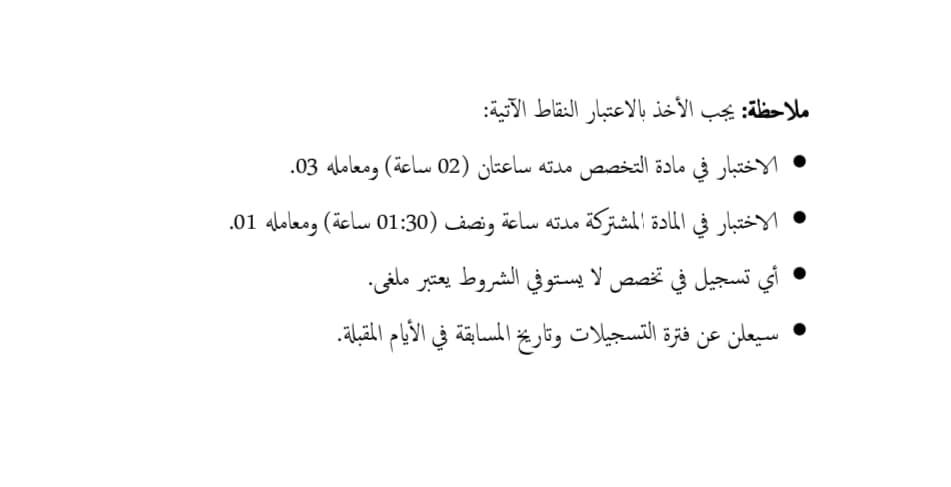 ملاحظة: يجب الأخذ بالاعتبار النقاط الآتية:
● الاختبار في مادة التخصص مدته ساعتان (02 ساعة) ومعامله 03.
● الاختبار في المادة المشتركة مدته ساعة ونصف (01:30 ساعة) ومعامله 01.
● أي تسجيل في تخصص لا يستوفي الشروط يعتبر ملغى.
● سيعلن عن فترة التسجيلات وتاريخ المسابقة في الأيام المقبلة.